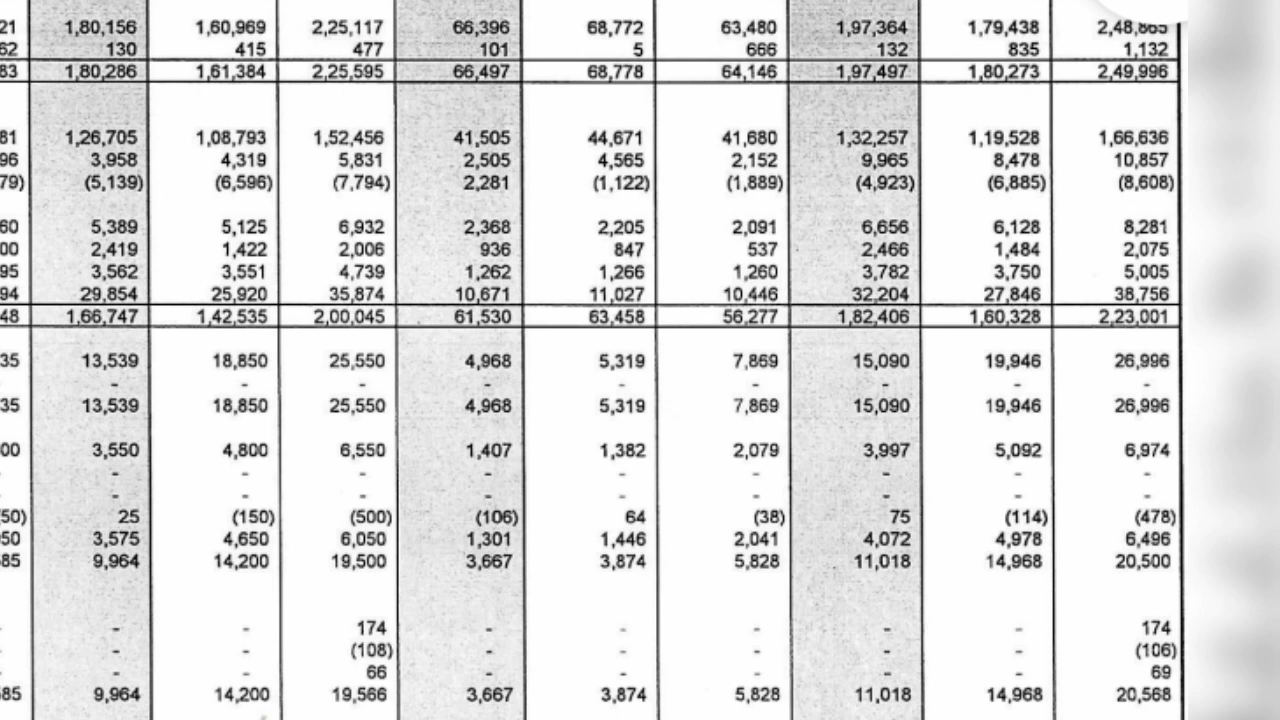 21 1,80,156 1,60,969 2,25,117 66,396 68,772 63,480 1,97,364 1,79,438 2,48,865
62 130 415 477 101 5 666 132 835 1,132
83 1,80,286 1,61,384 2,25,595 66,497 68,778 64,146 1,97,497 1,80,273 2,49,996
81 1,26,705 1,08,793 1,52,456 41,505 44,671 41,680 1,32,257 1,19,528 1,66,636
96 3,958 4,319 5,831 2,505 4,565 2,152 9,965 8,478 10,857
79) (5,139) (6,596) (7,794) 2,281 (1,122) (1,889) (4,923) (6,885) (8,608)
60 5,389 5,125 6,932 2,368 2,205 2,091 6,656 6,128 8,281
00 2,419 1,422 2,006 936 847 537 2,466 1,484 2,075
95 3,562 3,551 4,739 1,262 1,266 1,260 3,782 3,750 5,005
94 29,854 25,920 35,874 10,671 11,027 10,446 32,204 27,846 38,756
48 1,66,747 1,42,535 2,00,045 61,530 63,458 56,277 1,82,406 1,60,328 2,23,001
35 13,539 18,850 25,550 4,968 5,319 7,869 15,090 19,946 26,996
- - - - - - - - - -
35 13,539 18,850 25,550 4,968 5,319 7,869 15,090 19,946 26,996
00 3,550 4,800 6,550 1,407 1,382 2,079 3,997 5,092 6,974
- - - - - - - - - -
- - - - - - - - - -
50) 25 (150) (500) (106) 64 (38) 75 (114) (478)
50 3,575 4,650 6,050 1,301 1,446 2,041 4,072 4,978 6,496
85 9,964 14,200 19,500 3,667 3,874 5,828 11,018 14,968 20,500
- - - 174 - - - - - 174
- - - (108) - - - - - (106)
- - - 66 - - - - - 69
85 9,964 14,200 19,566 3,667 3,874 5,828 11,018 14,968 20,568